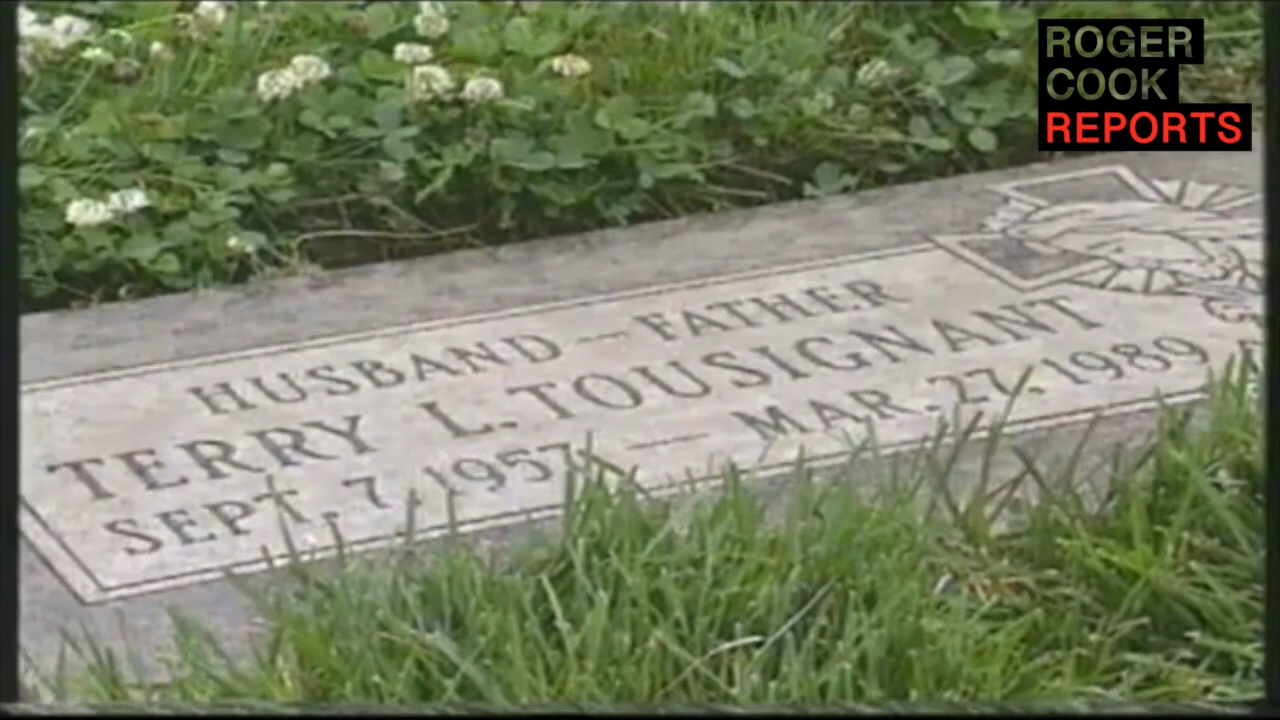 ROGER
COOK
REPORTS
HUSBAND — FATHER
TERRY L. TOUSIGNANT
SEPT. 7, 1957 — MAR. 27, 1989